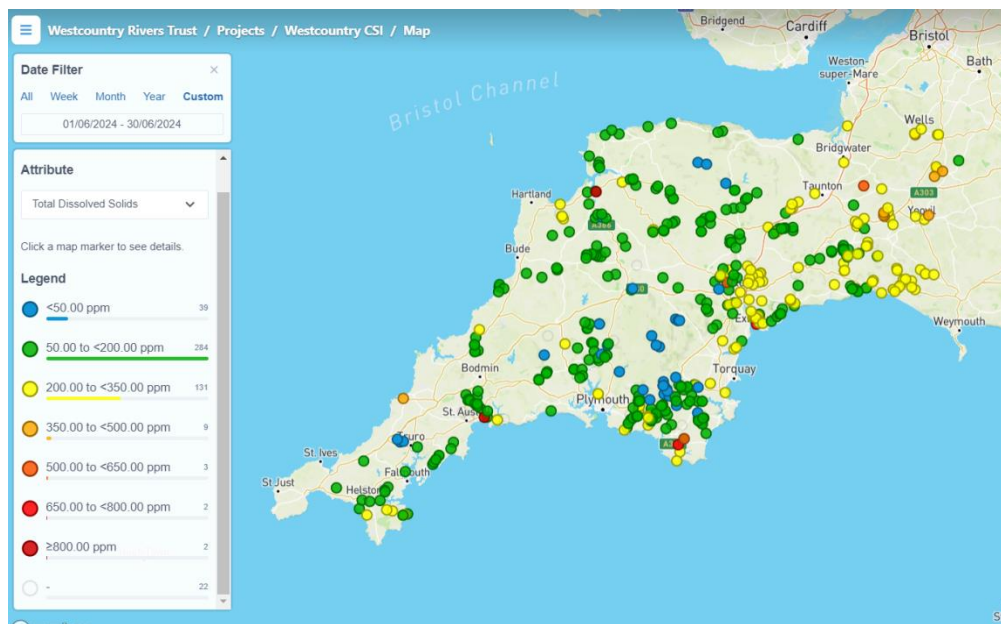 Westcountry Rivers Trust / Projects / Westcountry CSI / Map
Date Filter ×
All Week Month Year Custom
01/06/2024 - 30/06/2024
Attribute
Total Dissolved Solids
Click a map marker to see details.
Legend
<50.00 ppm 39
50.00 to <200.00 ppm 284
200.00 to <350.00 ppm 131
350.00 to <500.00 ppm 9
500.00 to <650.00 ppm 3
650.00 to <800.00 ppm 2
≥800.00 ppm 2
- 22
Bridgend
Cardiff
Bristol
Weston-
super-Mare
Bath
Bristol Channel
Wells
Bridgwater
Hartland
Taunton
A303
Yeovil
A386
Bude
Weymouth
Bodmin
Torquay
Plymouth
Truro
St. Ives
St Just
Falmouth
Helston